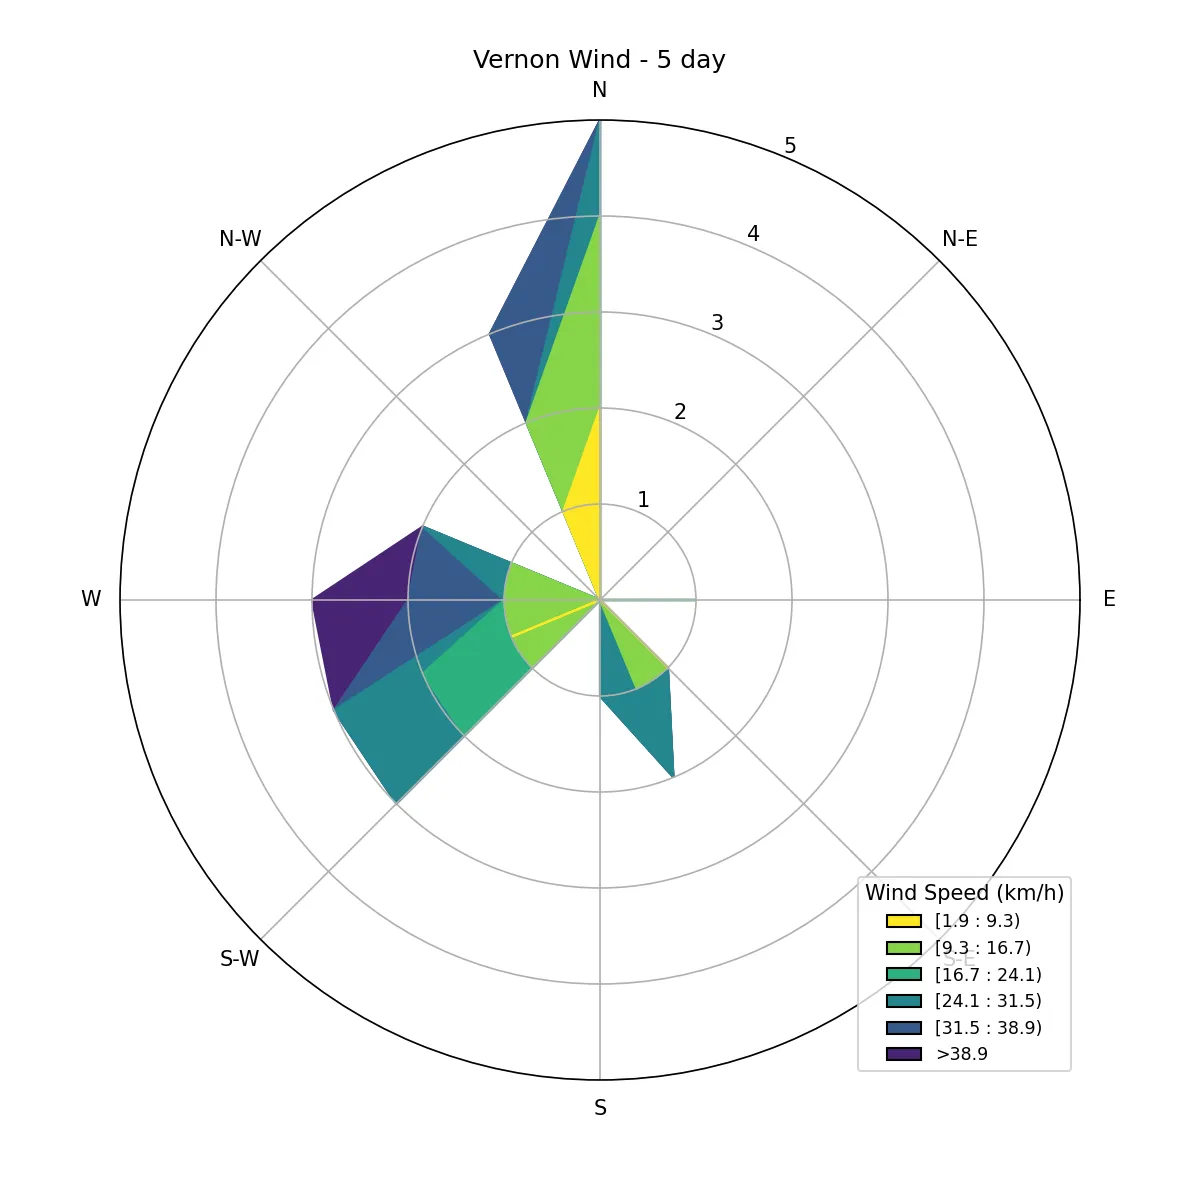 Vernon Wind - 5 day
N
5
N-W
4
N-E
3
2
1
W
E
S-W
S-E
S
Wind Speed (km/h)
[1.9 : 9.3)
[9.3 : 16.7)
[16.7 : 24.1)
[24.1 : 31.5)
[31.5 : 38.9)
>38.9